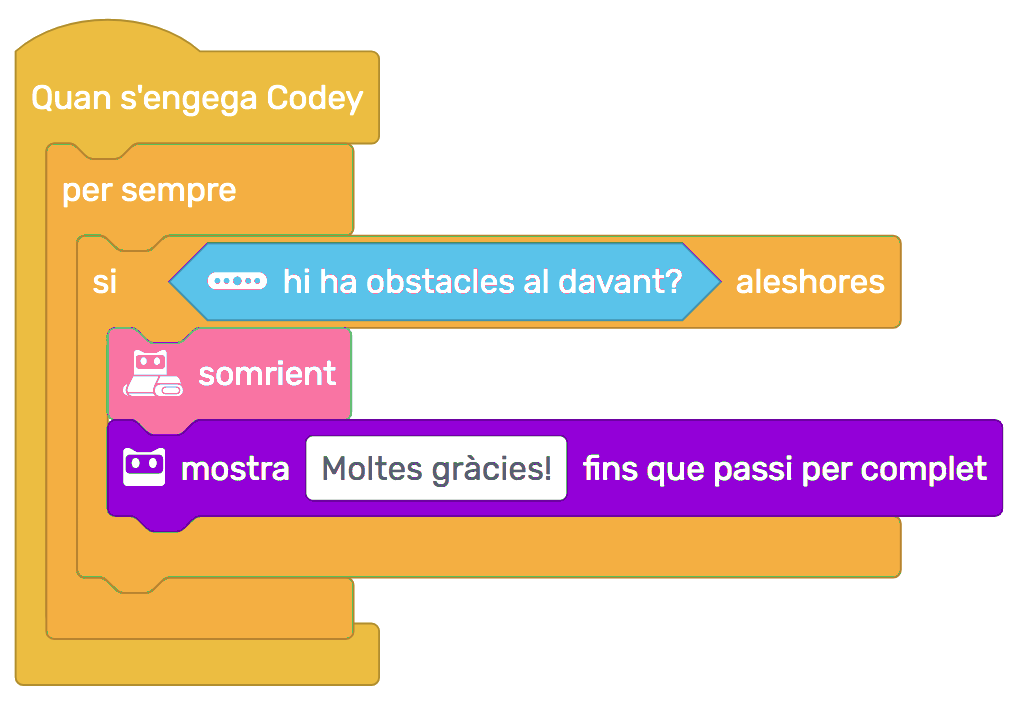 Quan s'engega Codey
per sempre
si hi ha obstacles al davant? aleshores
somrient
mostra Moltes gràcies! fins que passi per complet